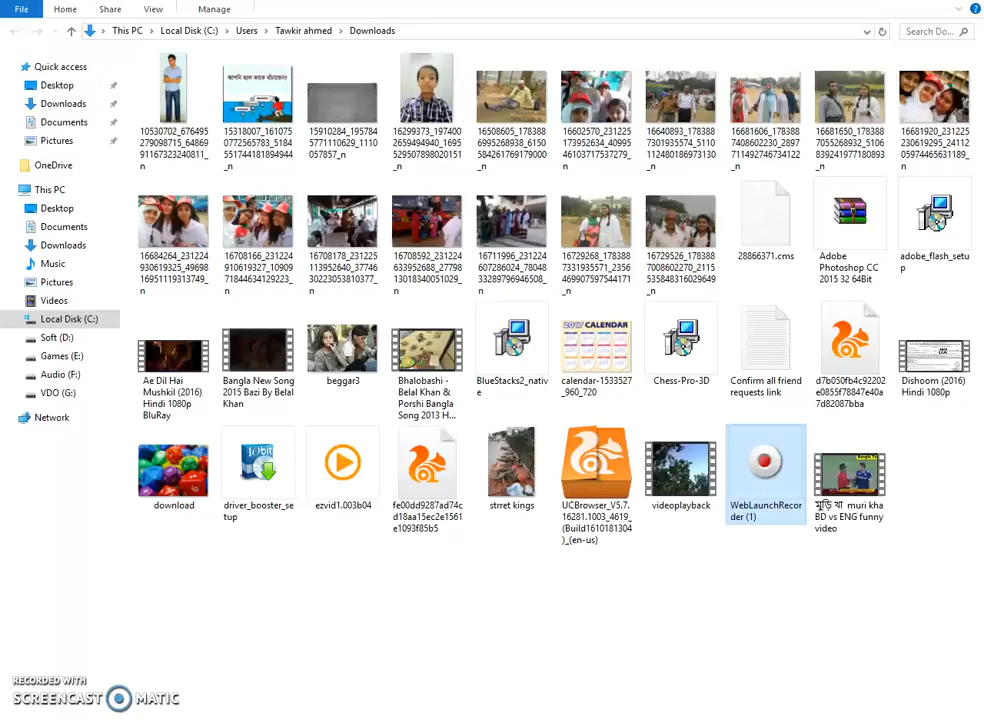 File Home Share View Manage
This PC › Local Disk (C:) › Users › Tawkir ahmed › Downloads
Search Do...
Quick access
Desktop
Downloads
Documents
Pictures
OneDrive
This PC
Desktop
Documents
Downloads
Music
Pictures
Videos
Local Disk (C:)
Soft (D:)
Games (E:)
Audio (F:)
VDO (G:)
Network
10530702_676495
279098715_64869
91167323240811_
n
আপনি হলে কাকে বাঁচাতেন?
15318007_161075
0772565783_5184
551744181894944
_n
15910284_195784
5771110629_1110
057857_n
16299373_197400
2659494940_1695
529507898020151
_n
16508605_178388
6995268938_6150
584261769179000
_n
16602570_231225
173952634_40995
46103717537279_
n
16640893_178388
7301935574_5110
112480186973130
_n
16681606_178388
7408602230_2897
711492746734122
_n
16681650_178388
7055268932_5106
839241977180893
_n
16681920_231225
230619295_24112
05974465631189_
n
16684264_231224
930619325_49698
16951119313749_
n
16708166_231224
910619327_10909
71844634129223_
n
16708178_231225
113952640_37746
30223053810377_
n
16708592_231224
633952688_27798
13018340051029_
n
16711996_231224
607286024_78048
33289796946508_
n
16729268_178388
7331935571_2356
469907597544171
_n
16729526_178388
7008602270_2115
535848316029649
_n
28866371.cms
Adobe
Photoshop CC
2015 32 64Bit
adobe_flash_setu
p
Ae Dil Hai
Mushkil (2016)
Hindi 1080p
BluRay
Bangla New Song
2015 Bazi By Belal
Khan
beggar3
Bhalobashi -
Belal Khan &
Porshi Bangla
Song 2013 H...
BlueStacks2_nativ
e
2017 CALENDAR
calendar-1533527
_960_720
Chess-Pro-3D
Confirm all friend
requests link
d7b050fb4c92202
e0855f78847e40a
7d82087bba
Dishoom (2016)
Hindi 1080p
download
IObit
driver_booster_se
tup
ezvid1.003b04
fe00dd9287ad74c
d18aa15ec2e1561
e1093f85b5
strret kings
UCBrowser_V5.7.
16281.1003_4619_
(Build1610181304
)_(en-us)
videoplayback
WebLaunchRecor
der (1)
মুড়ি খা muri kha
BD vs ENG funny
video
RECORDED WITH
SCREENCAST MATIC